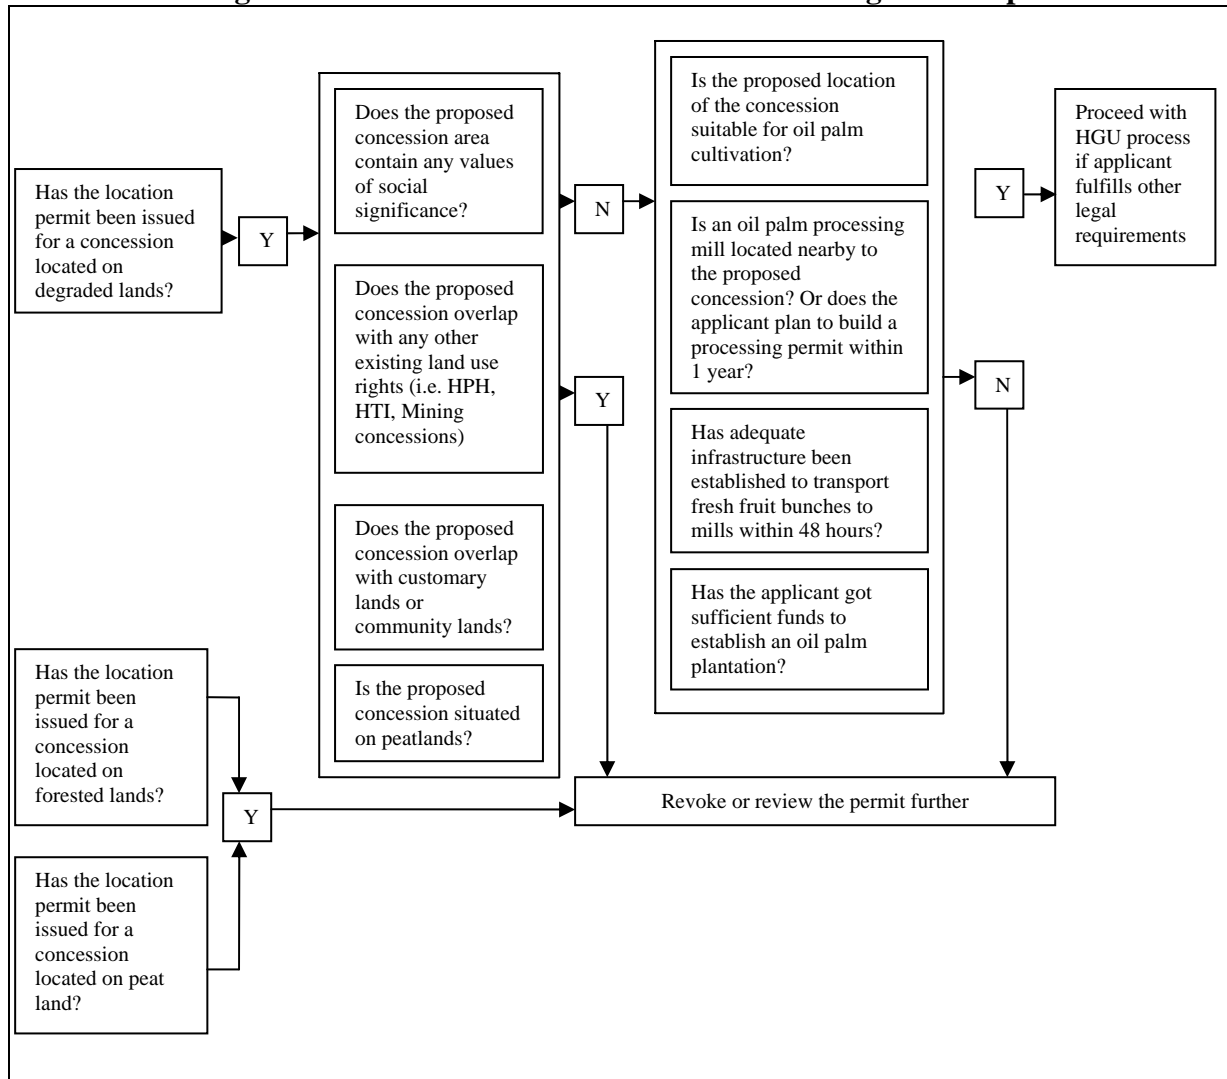 Has the location
permit been issued
for a concession
located on
degraded lands?
Y
Does the proposed
concession area
contain any values
of social
significance?
Does the proposed
concession overlap
with any other
existing land use
rights (i.e. HPH,
HTI, Mining
concessions)
Does the proposed
concession overlap
with customary
lands or
community lands?
Is the proposed
concession situated
on peatlands?
N
Y
Is the proposed location
of the concession
suitable for oil palm
cultivation?
Is an oil palm processing
mill located nearby to
the proposed
concession? Or does the
applicant plan to build a
processing permit within
1 year?
Has adequate
infrastructure been
established to transport
fresh fruit bunches to
mills within 48 hours?
Has the applicant got
sufficient funds to
establish an oil palm
plantation?
Y
N
Proceed with
HGU process
if applicant
fulfills other
legal
requirements
Has the location
permit been
issued for a
concession
located on
forested lands?
Y
Revoke or review the permit further
Has the location
permit been
issued for a
concession
located on peat
land?